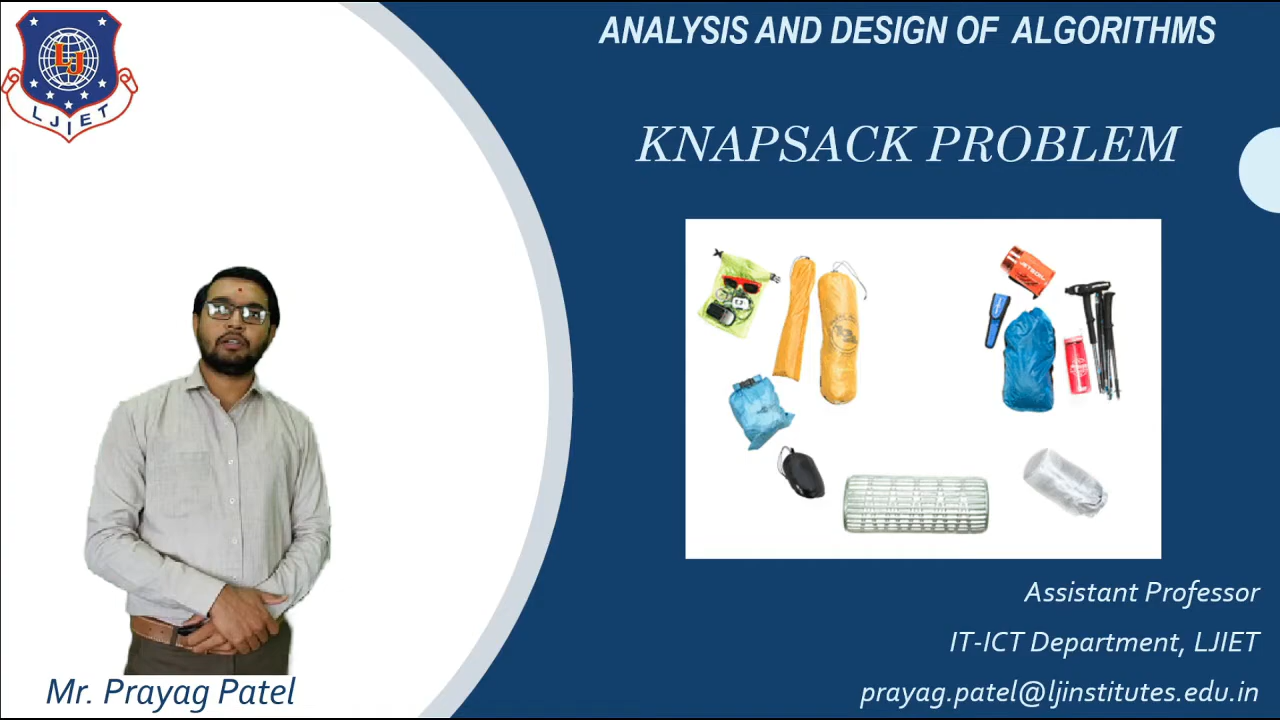 LJ
LJIET
ANALYSIS AND DESIGN OF ALGORITHMS
KNAPSACK PROBLEM
JETBOIL
Assistant Professor
IT-ICT Department, LJIET
Mr. Prayag Patel
prayag.patel@ljinstitutes.edu.in